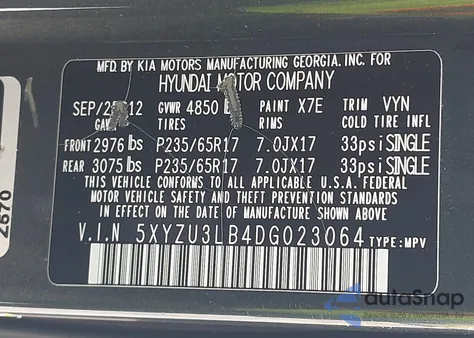 MFD. BY KIA MOTORS MANUFACTURING GEORGIA. INC. FOR
HYUNDAI MOTOR COMPANY
GVWR 4850 PAINT X7E TRIM VYN
TIRES RIMS COLD TIRE INFL
FRONT 2976 lbs P235/65R17 7.0JX17 33psi SINGLE
REAR 3075 lbs P235/65R17 7.0JX17 33psi SINGLE
THIS VEHICLE CONFORMS TO ALL APPLICABLE U.S.A. FEDERAL
MOTOR VEHICLE SAFETY, BUMPER, AND THEFT PREVENTION STANDARDS
IN EFFECT ON THE DATE OF MANUFACTURE SHOWN ABOVE.
V.I.N 5XYZU3LB4DG023064 TYPE:MPV
2670
autoSnap